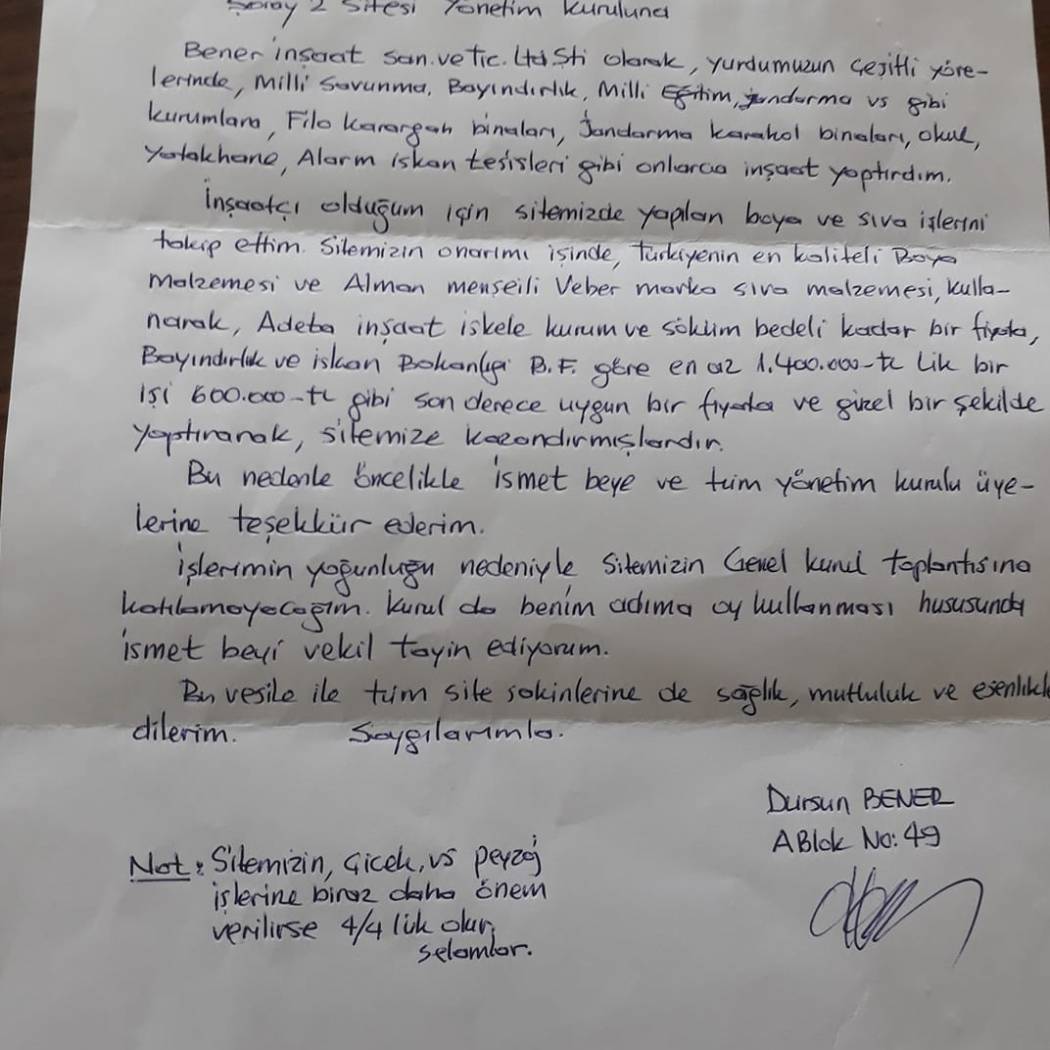 Saray 2 Sitesi Yönetim Kuruluna
Bener inşaat san.ve Tic. Ltd Şti olarak, yurdumuzun çeşitli yöre-
lerinde, Milli Savunma, Bayındırlık, Milli Eğitim, jandarma vs gibi
kurumlara, Filo Karargah binaları, Jandarma karakol binaları, okul,
yatakhane, Alarm iskan tesisleri gibi onlarca inşaat yaptırdım.
İnşaatçı olduğum için sitemizde yapılan boya ve sıva işlerini
takip ettim. Sitemizin onarımı işinde, Türkiyenin en kaliteli Boya
Malzemesi ve Alman menşeili Veber marka sıva malzemesi, kulla-
narak, Adeta inşaat iskele kurum ve söküm bedeli kadar bir fiyata,
Bayındırlık ve iskan Bakanlığı B.F. göre en az 1.400.000-tl lik bir
işi 600.000-tl gibi son derece uygun bir fiyata ve güzel bir şekilde
yaptırarak, sitemize kazandırmışlardır.
Bu nedenle öncelikle ismet beye ve tüm yönetim kurulu üye-
lerine teşekkür ederim.
işlerimin yoğunluğu nedeniyle sitemizin Genel kurul toplantısına
katılamayacağım. Kurul da benim adıma oy kullanması hususunda
ismet beyi vekil tayin ediyorum.
Bu vesile ile tüm site sakinlerine de sağlık, mutluluk ve esenlikle
dilerim. Saygılarımla.
Dursun BENER
A Blok No: 49
Not: Sitemizin, çicek, vs peyzaj
işlerine biraz daha önem
verilirse 4/4 lük olur,
selamlar.